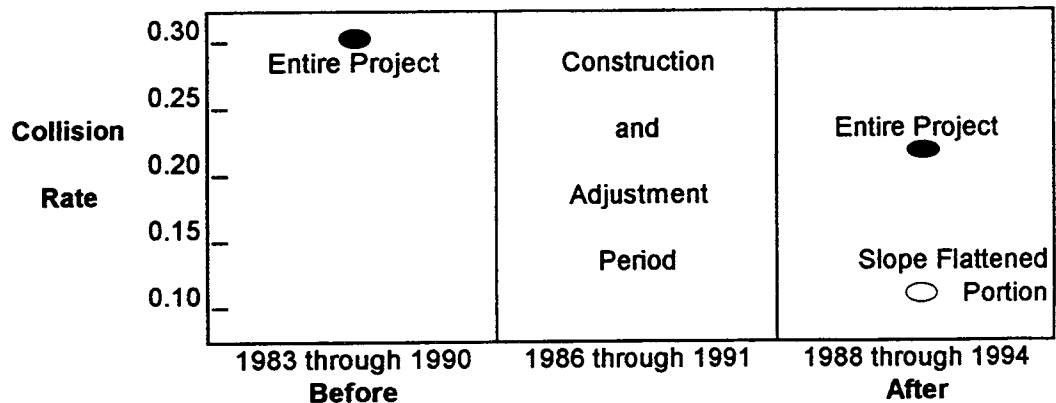 Collision
Rate
0.30
0.25
0.20
0.15
0.10
Entire Project
Construction
and
Adjustment
Period
Entire Project
Slope Flattened
Portion
1983 through 1990
Before
1986 through 1991
1988 through 1994
After